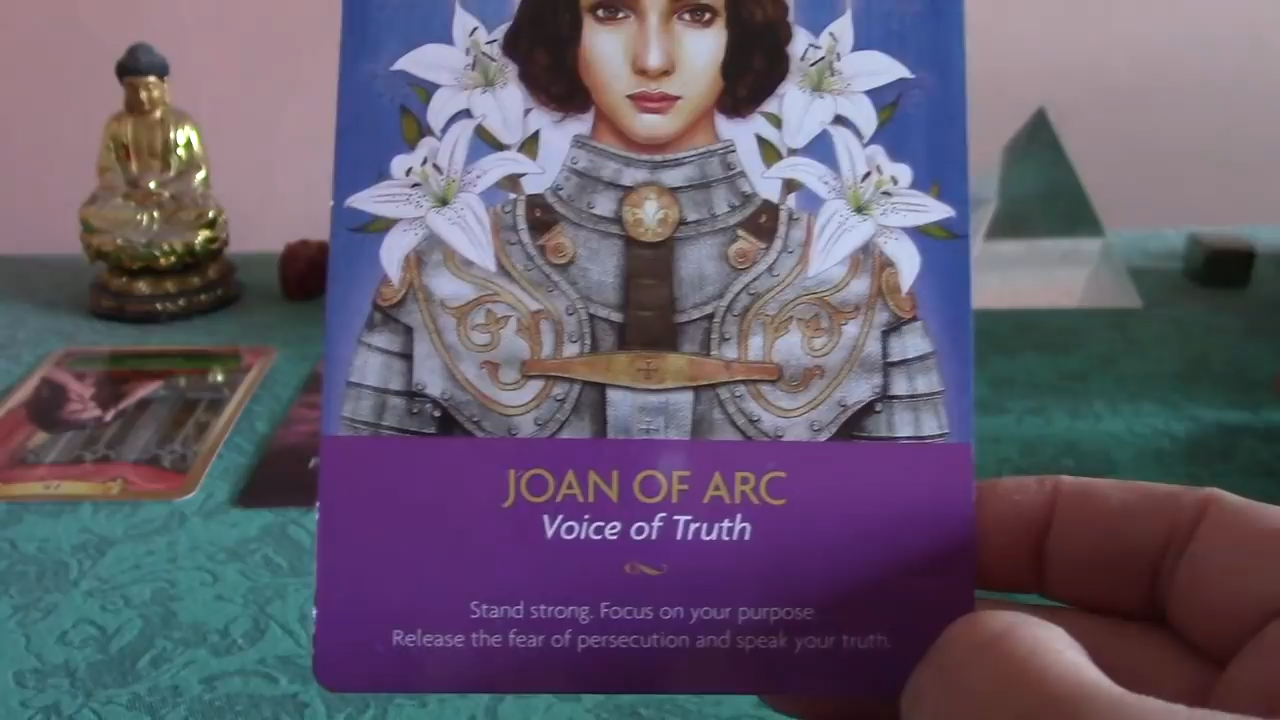 JOAN OF ARC
Voice of Truth
Stand strong. Focus on your purpose
Release the fear of persecution and speak your truth.